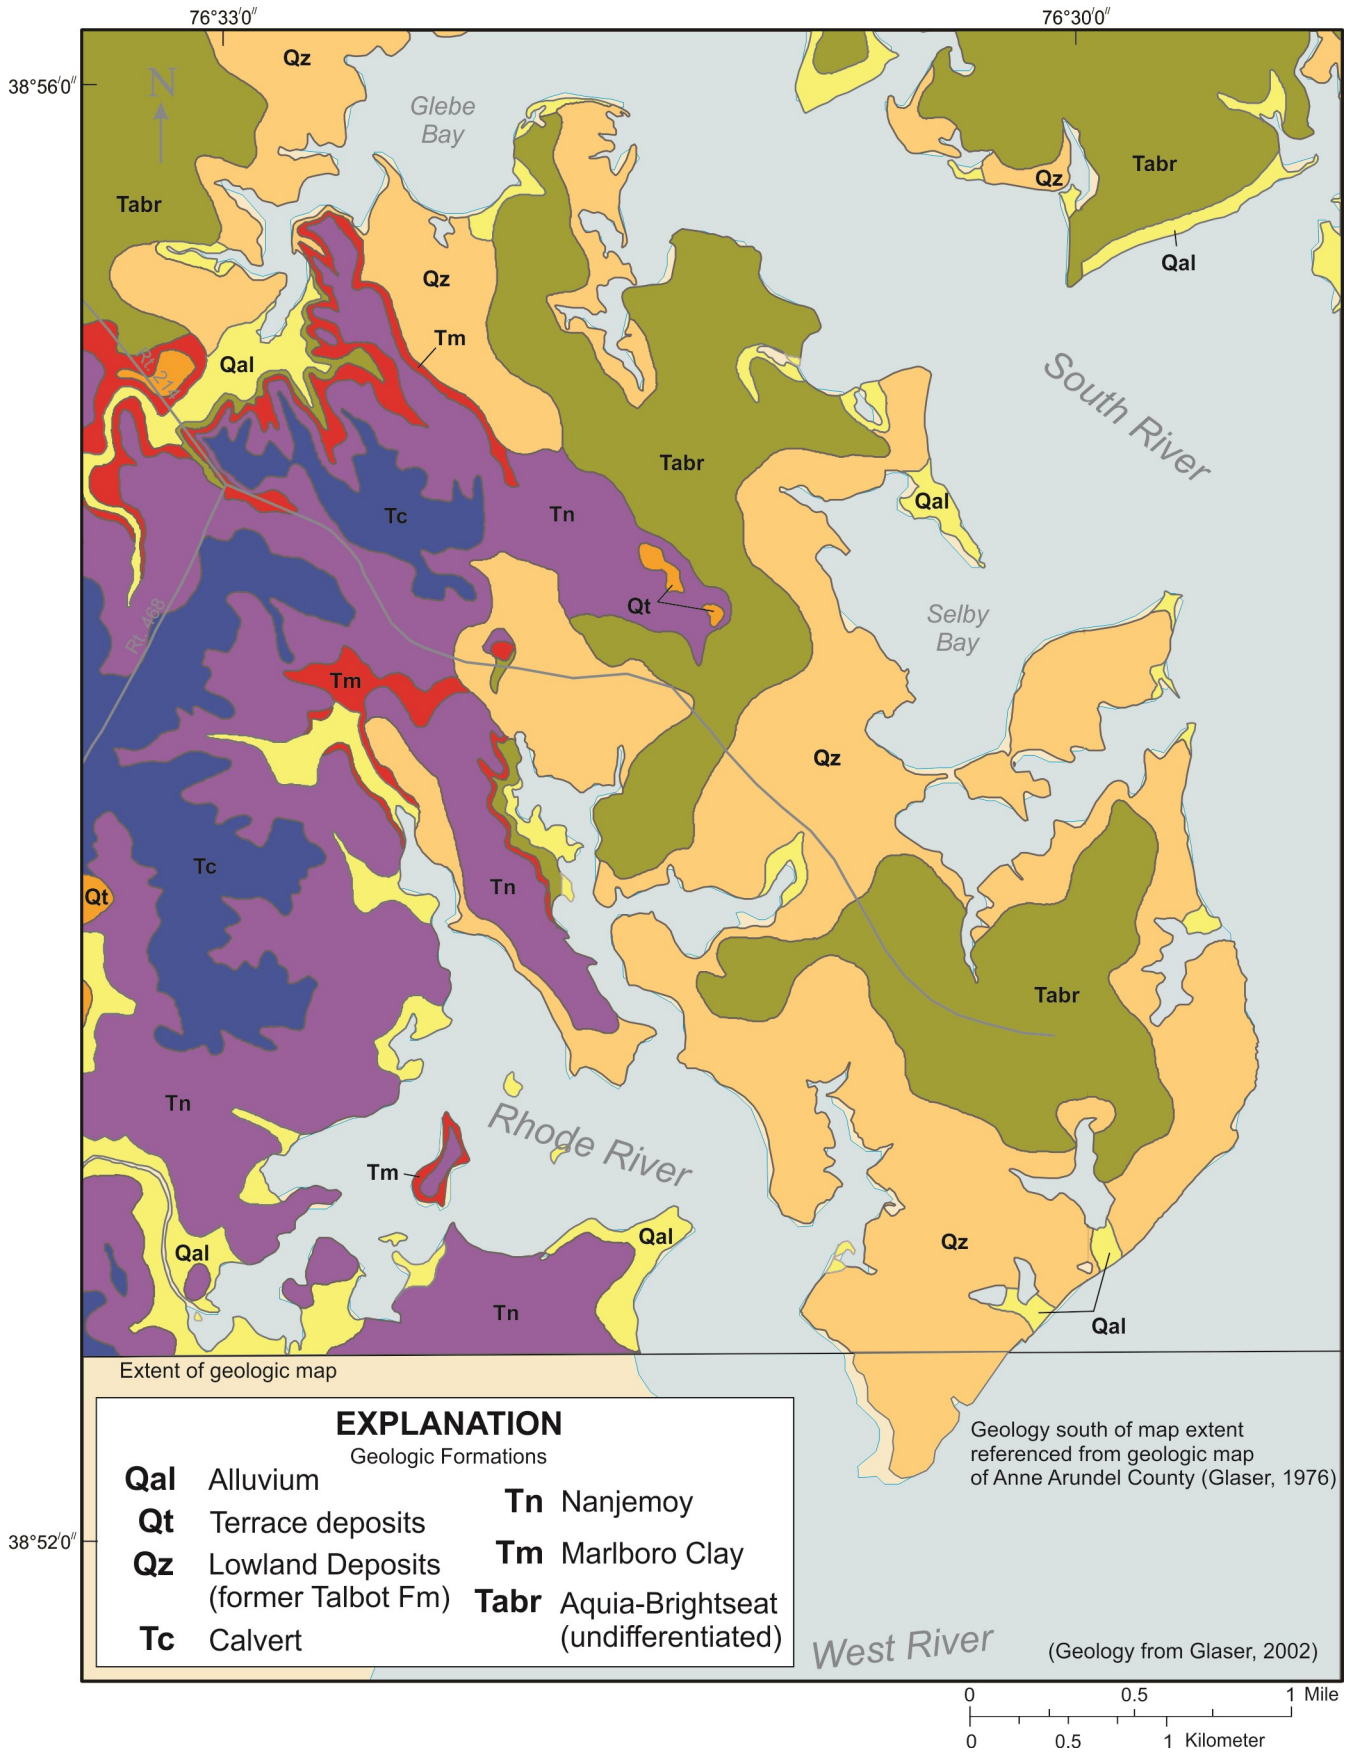 76°33′0″
76°30′0″
38°56′0″
N
Qz
Glebe
Bay
Tabr
Tabr
Qz
Qal
Qz
Tm
Qal
Rt. 214
South River
Tabr
Qal
Tc
Tn
Qt
Selby
Bay
Rt. 468
Tm
Qz
Tc
Tn
Qt
Tabr
Tn
Rhode River
Tm
Qal
Qal
Qz
Tn
Qal
Extent of geologic map
EXPLANATION
Geologic Formations
Qal Alluvium
Qt Terrace deposits
Qz Lowland Deposits
(former Talbot Fm)
Tc Calvert
Tn Nanjemoy
Tm Marlboro Clay
Tabr Aquia-Brightseat
(undifferentiated)
Geology south of map extent
referenced from geologic map
of Anne Arundel County (Glaser, 1976)
38°52′0″
West River
(Geology from Glaser, 2002)
0 0.5 1 Mile
0 0.5 1 Kilometer